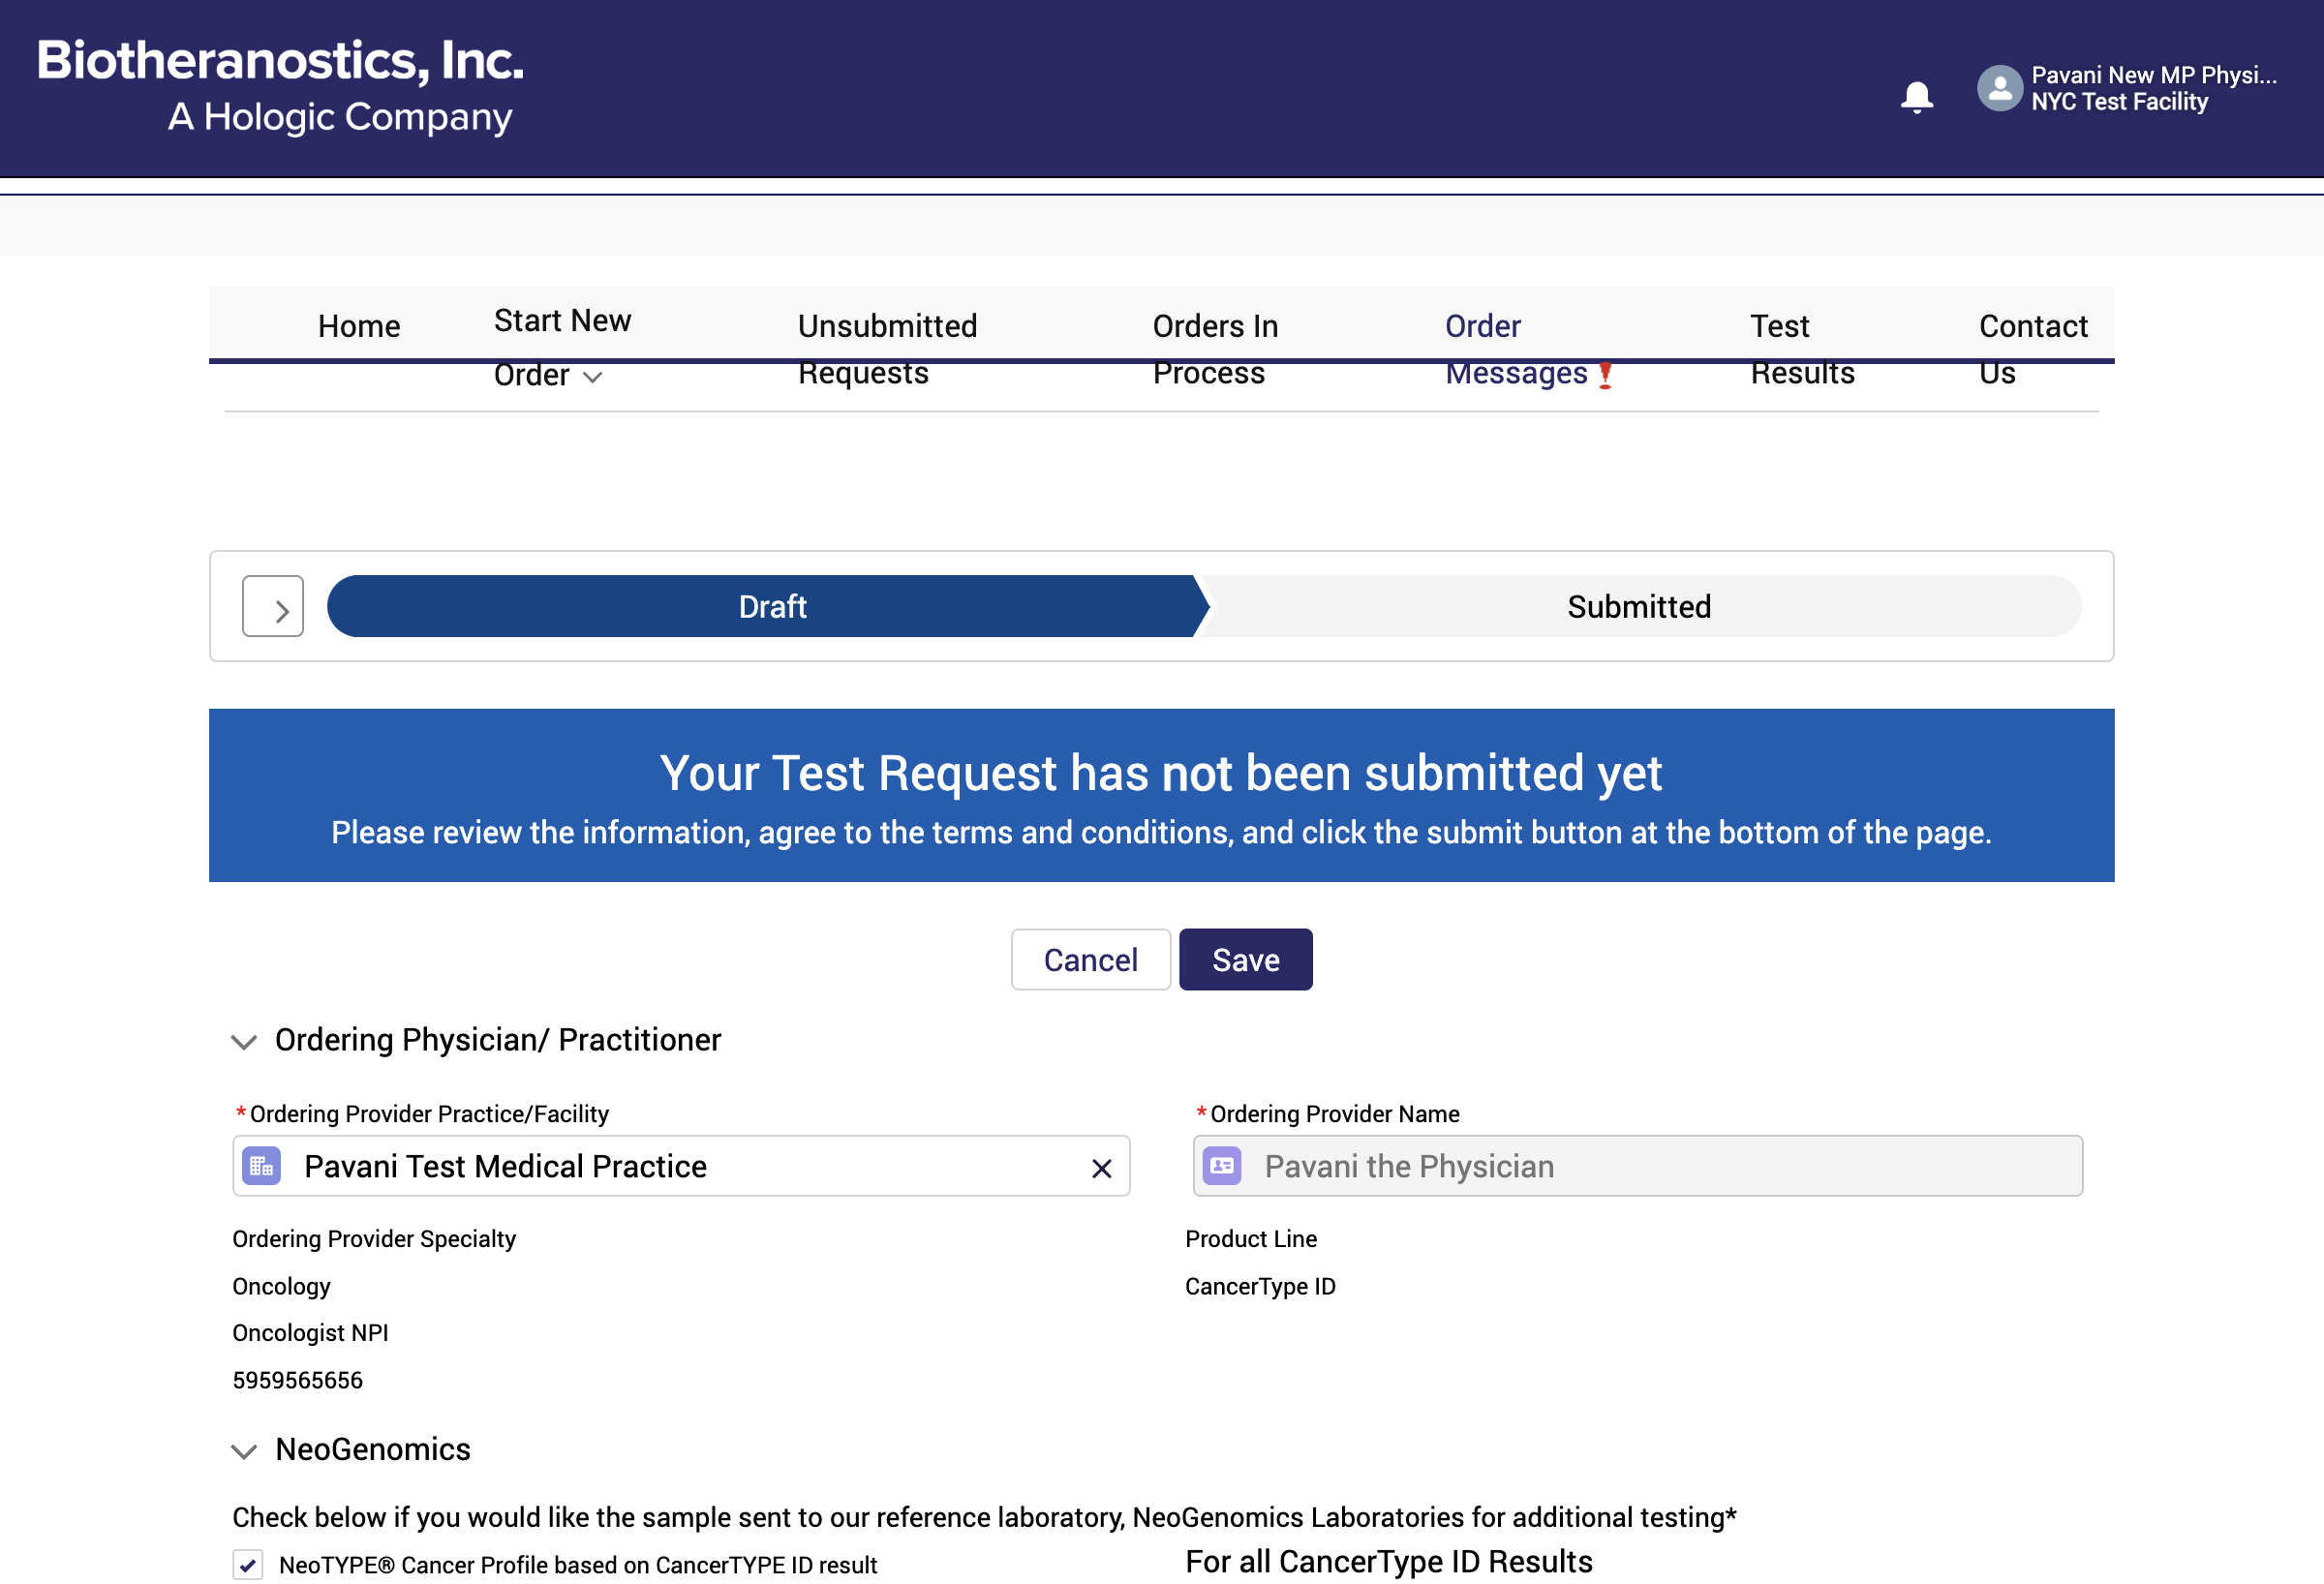 Biotheranostics, Inc.
A Hologic Company
Pavani New MP Physi...
NYC Test Facility
Home
Start New
Order
Unsubmitted
Requests
Orders In
Process
Order
Messages
Test
Results
Contact
Us
Draft
Submitted
Your Test Request has not been submitted yet
Please review the information, agree to the terms and conditions, and click the submit button at the bottom of the page.
Cancel
Save
Ordering Physician/ Practitioner
*Ordering Provider Practice/Facility
Pavani Test Medical Practice
*Ordering Provider Name
Pavani the Physician
Ordering Provider Specialty
Oncology
Product Line
CancerType ID
Oncologist NPI
5959565656
NeoGenomics
Check below if you would like the sample sent to our reference laboratory, NeoGenomics Laboratories for additional testing*
NeoTYPE® Cancer Profile based on CancerTYPE ID result
For all CancerType ID Results